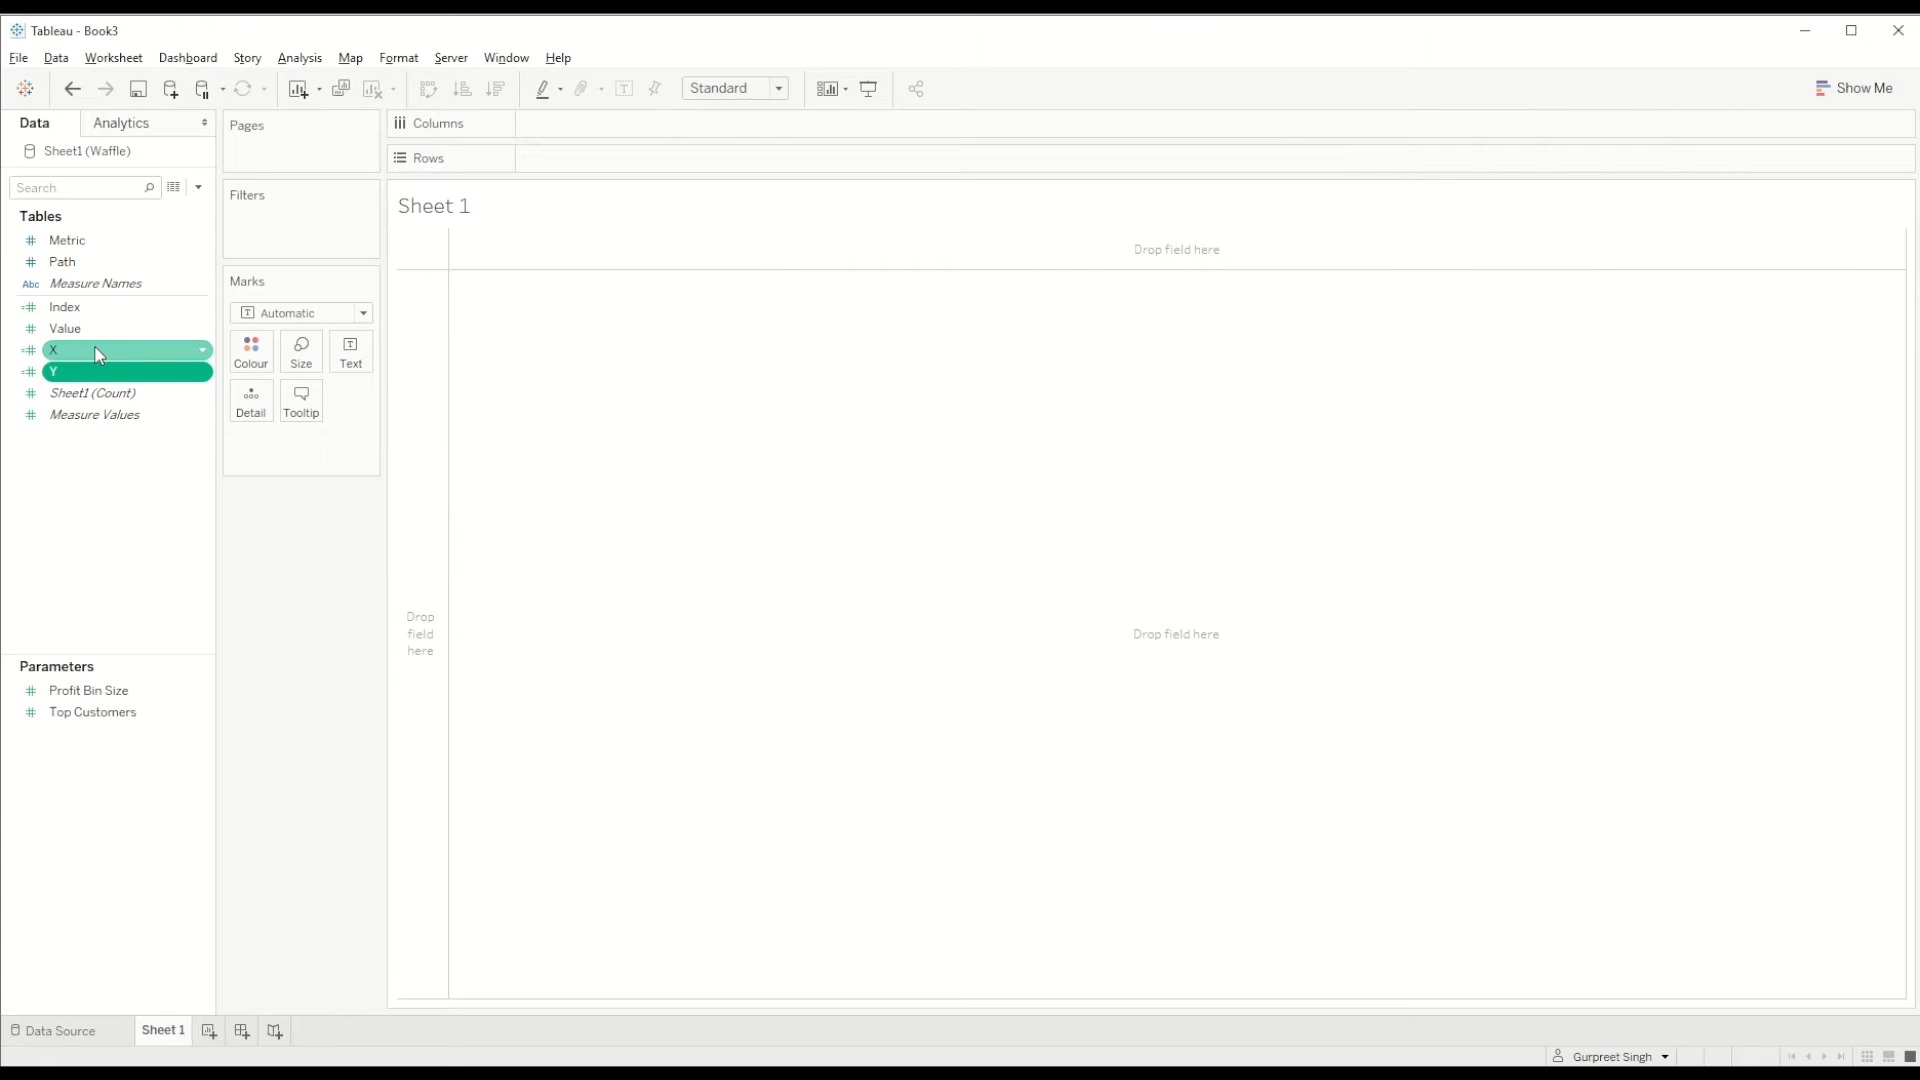 Tableau - Book3
File Data Worksheet Dashboard Story Analysis Map Format Server Window Help
Standard
Show Me
Data Analytics
Sheet1 (Waffle)
Search
Tables
Metric
Path
Abc Measure Names
Index
Value
X
Y
Sheet1 (Count)
Measure Values
Parameters
Profit Bin Size
Top Customers
Pages
Filters
Marks
Automatic
Colour Size Text
Detail Tooltip
Columns
Rows
Sheet 1
Drop field here
Drop
field
here
Drop field here
Data Source Sheet 1
Gurpreet Singh